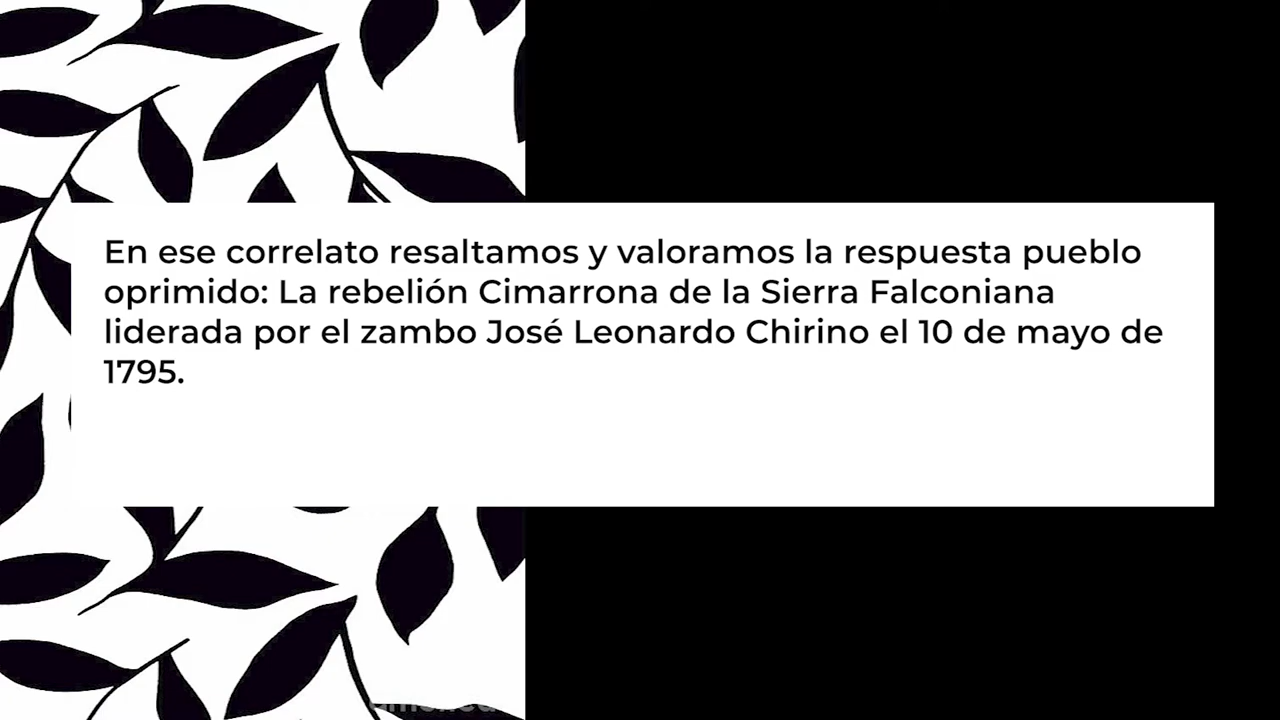 En ese correlato resaltamos y valoramos la respuesta pueblo
oprimido: La rebelión Cimarrona de la Sierra Falconiana
liderada por el zambo José Leonardo Chirino el 10 de mayo de
1795.